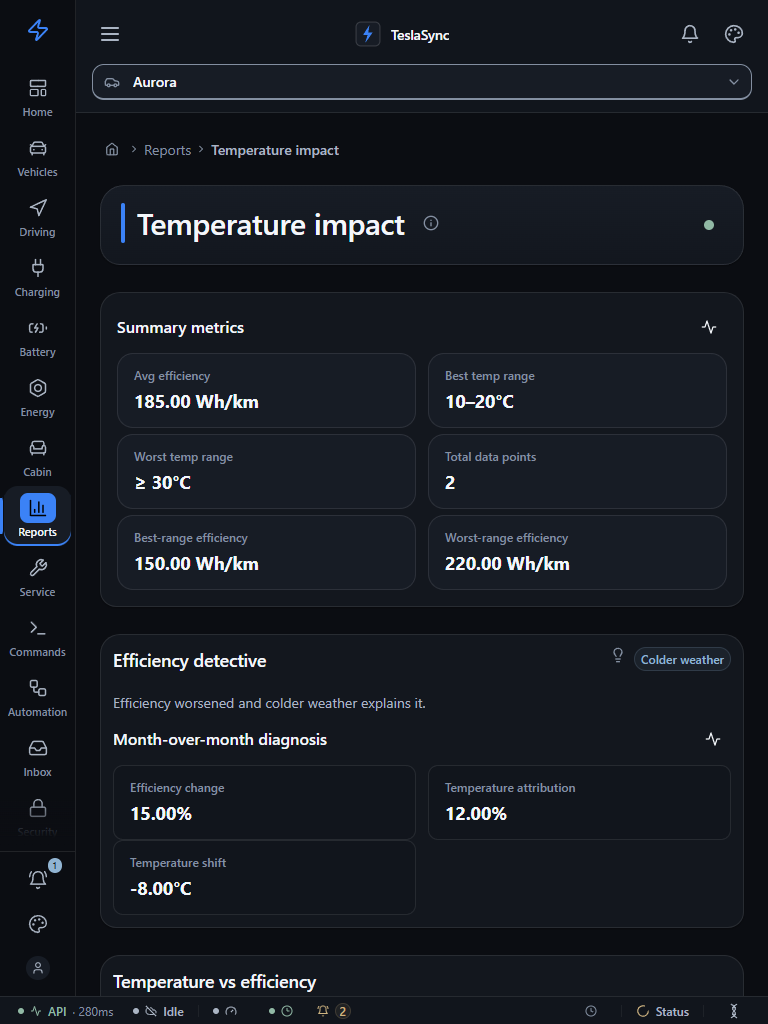 TeslaSync
Aurora
Home
Vehicles
Driving
Charging
Battery
Energy
Cabin
Reports
Service
Commands
Automation
Inbox
Security
1
Reports
Temperature impact
Temperature impact
Summary metrics
Avg efficiency
185.00 Wh/km
Best temp range
10–20°C
Worst temp range
≥ 30°C
Total data points
2
Best-range efficiency
150.00 Wh/km
Worst-range efficiency
220.00 Wh/km
Efficiency detective
Colder weather
Efficiency worsened and colder weather explains it.
Month-over-month diagnosis
Efficiency change
15.00%
Temperature attribution
12.00%
Temperature shift
-8.00°C
Temperature vs efficiency
API · 280ms
Idle
2
Status